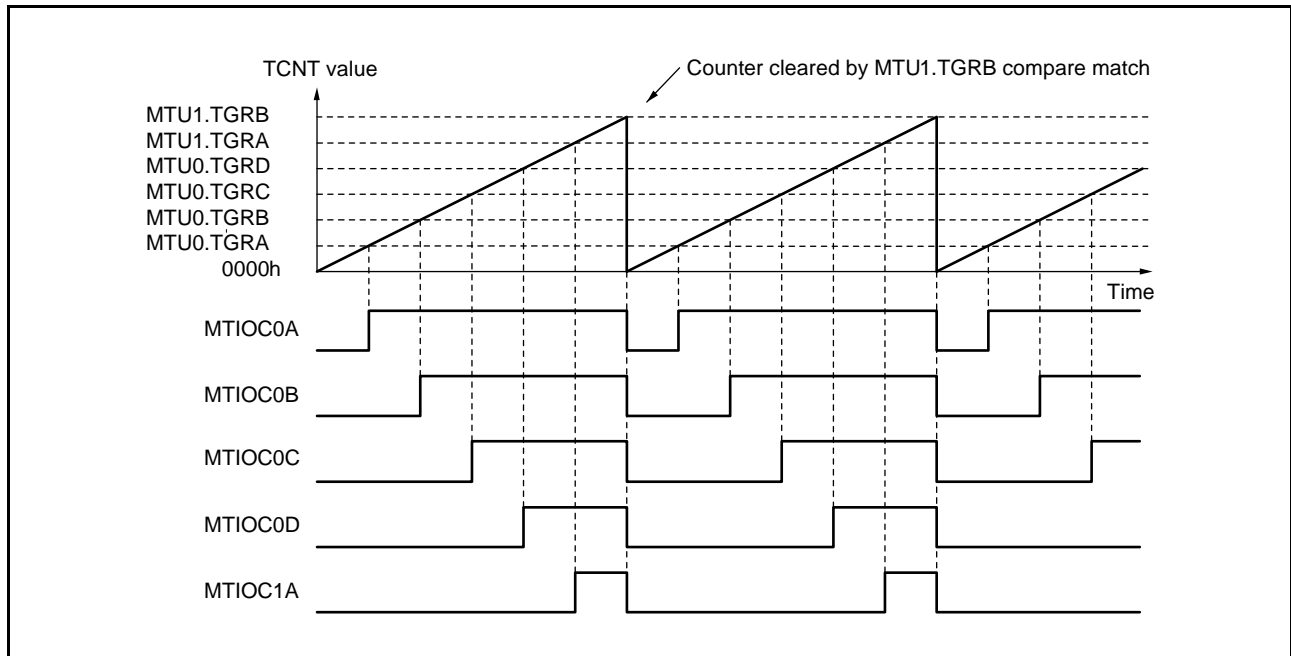 TCNT value
Counter cleared by MTU1.TGRB compare match
MTU1.TGRB
MTU1.TGRA
MTU0.TGRD
MTU0.TGRC
MTU0.TGRB
MTU0.TGRA
0000h
Time
MTIOC0A
MTIOC0B
MTIOC0C
MTIOC0D
MTIOC1A